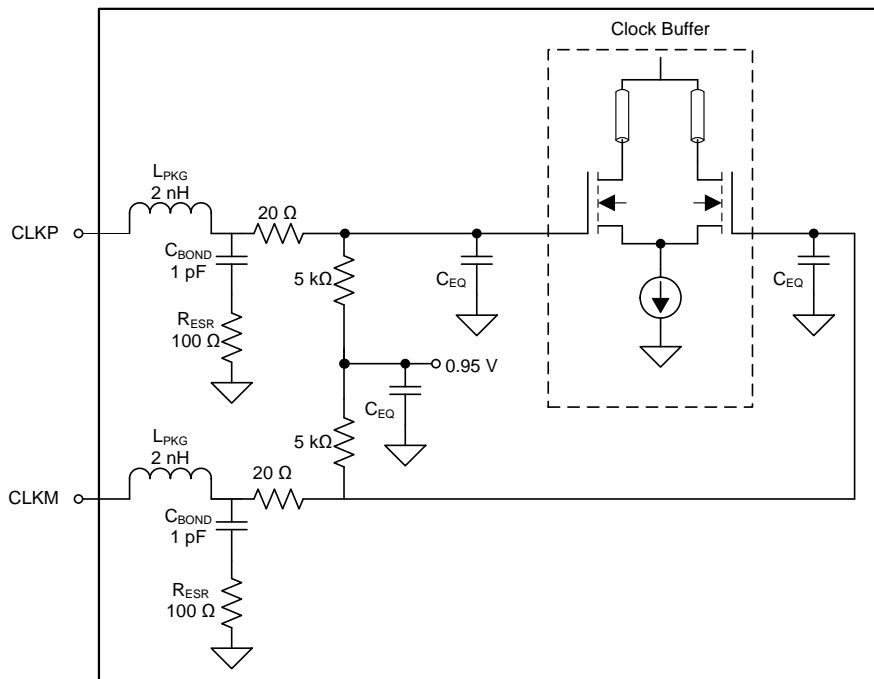 Clock Buffer
L_PKG
2 nH
20 Ω
CLKP
C_BOND
1 pF
5 kΩ
C_EQ
C_EQ
R_ESR
100 Ω
0.95 V
C_EQ
5 kΩ
L_PKG
2 nH
20 Ω
CLKM
C_BOND
1 pF
R_ESR
100 Ω